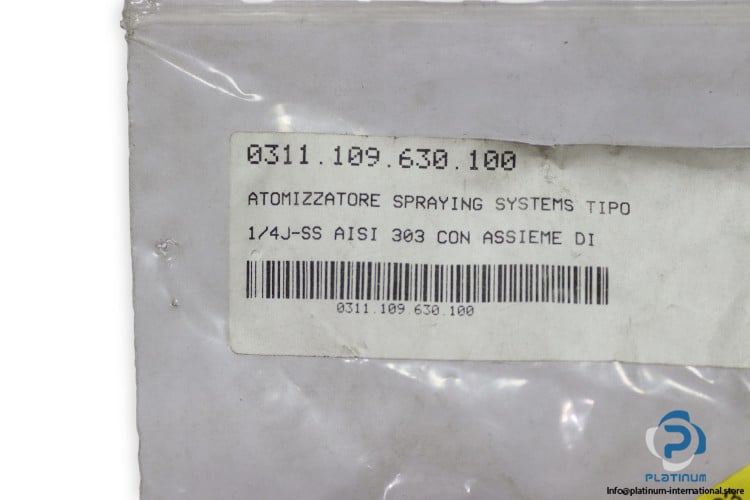 0311.109.630.100
ATOMIZZATORE SPRAYING SYSTEMS TIPO
1/4J-SS AISI 303 CON ASSIEME DI
0311.109.630.100
PLATINUM
Info@platinum-international.store